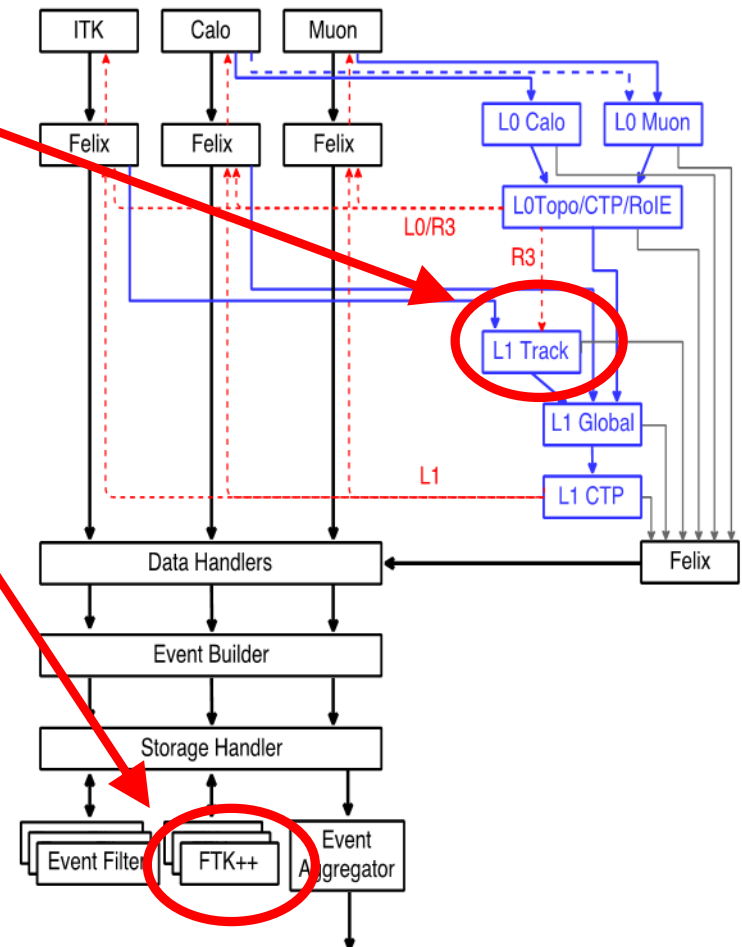 ITK
Calo
Muon
Felix
Felix
Felix
L0 Calo
L0 Muon
L0Topo/CTP/RoIE
L0/R3
R3
L1 Track
L1 Global
L1
L1 CTP
Data Handlers
Felix
Event Builder
Storage Handler
Event Filter
FTK++
Event
Aggregator